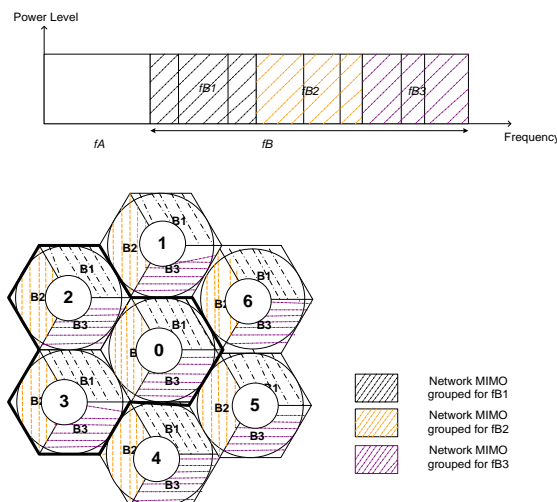 Power Level
fB1
fB2
fB3
Frequency
fA
fB
B1
B2
1
B3
B1
B2
2
B3
B1
6
B3
B1
0
B3
B1
3
B3
B1
B2
5
B3
B1
B2
4
B3
Network MIMO
grouped for fB1
Network MIMO
grouped for fB2
Network MIMO
grouped for fB3